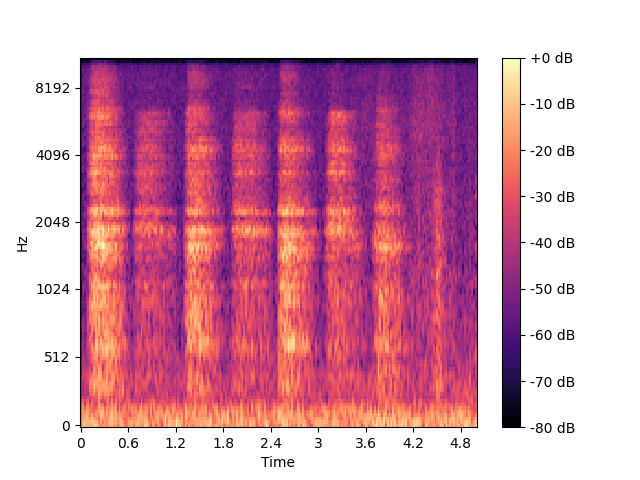 8192
4096
2048
1024
512
0
Hz
0 0.6 1.2 1.8 2.4 3 3.6 4.2 4.8
Time
+0 dB
-10 dB
-20 dB
-30 dB
-40 dB
-50 dB
-60 dB
-70 dB
-80 dB